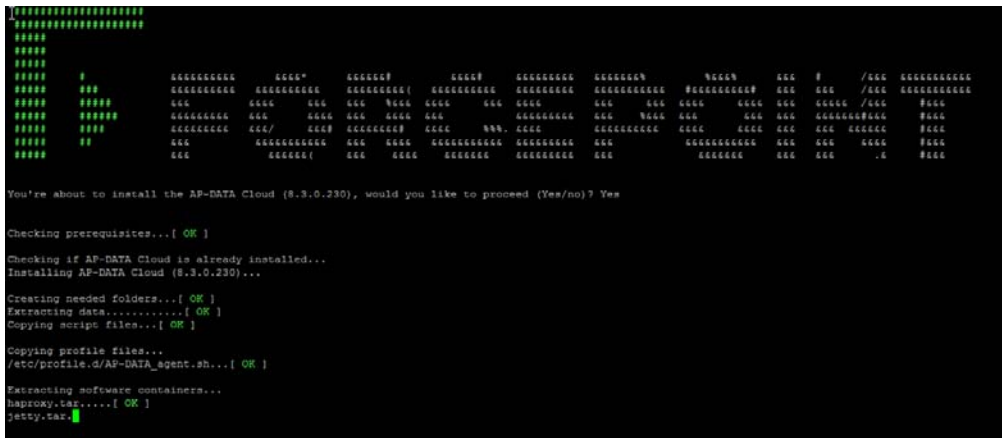 FORCEPOINT
You're about to install the AP-DATA Cloud (8.3.0.230), would you like to proceed (Yes/no)? Yes
Checking prerequisites...[ OK ]
Checking if AP-DATA Cloud is already installed...
Installing AP-DATA Cloud (8.3.0.230)...
Creating needed folders...[ OK ]
Extracting data............[ OK ]
Copying script files...[ OK ]
Copying profile files...
/etc/profile.d/AP-DATA_agent.sh...[ OK ]
Extracting software containers...
haproxy.tar.....[ OK ]
jetty.tar.